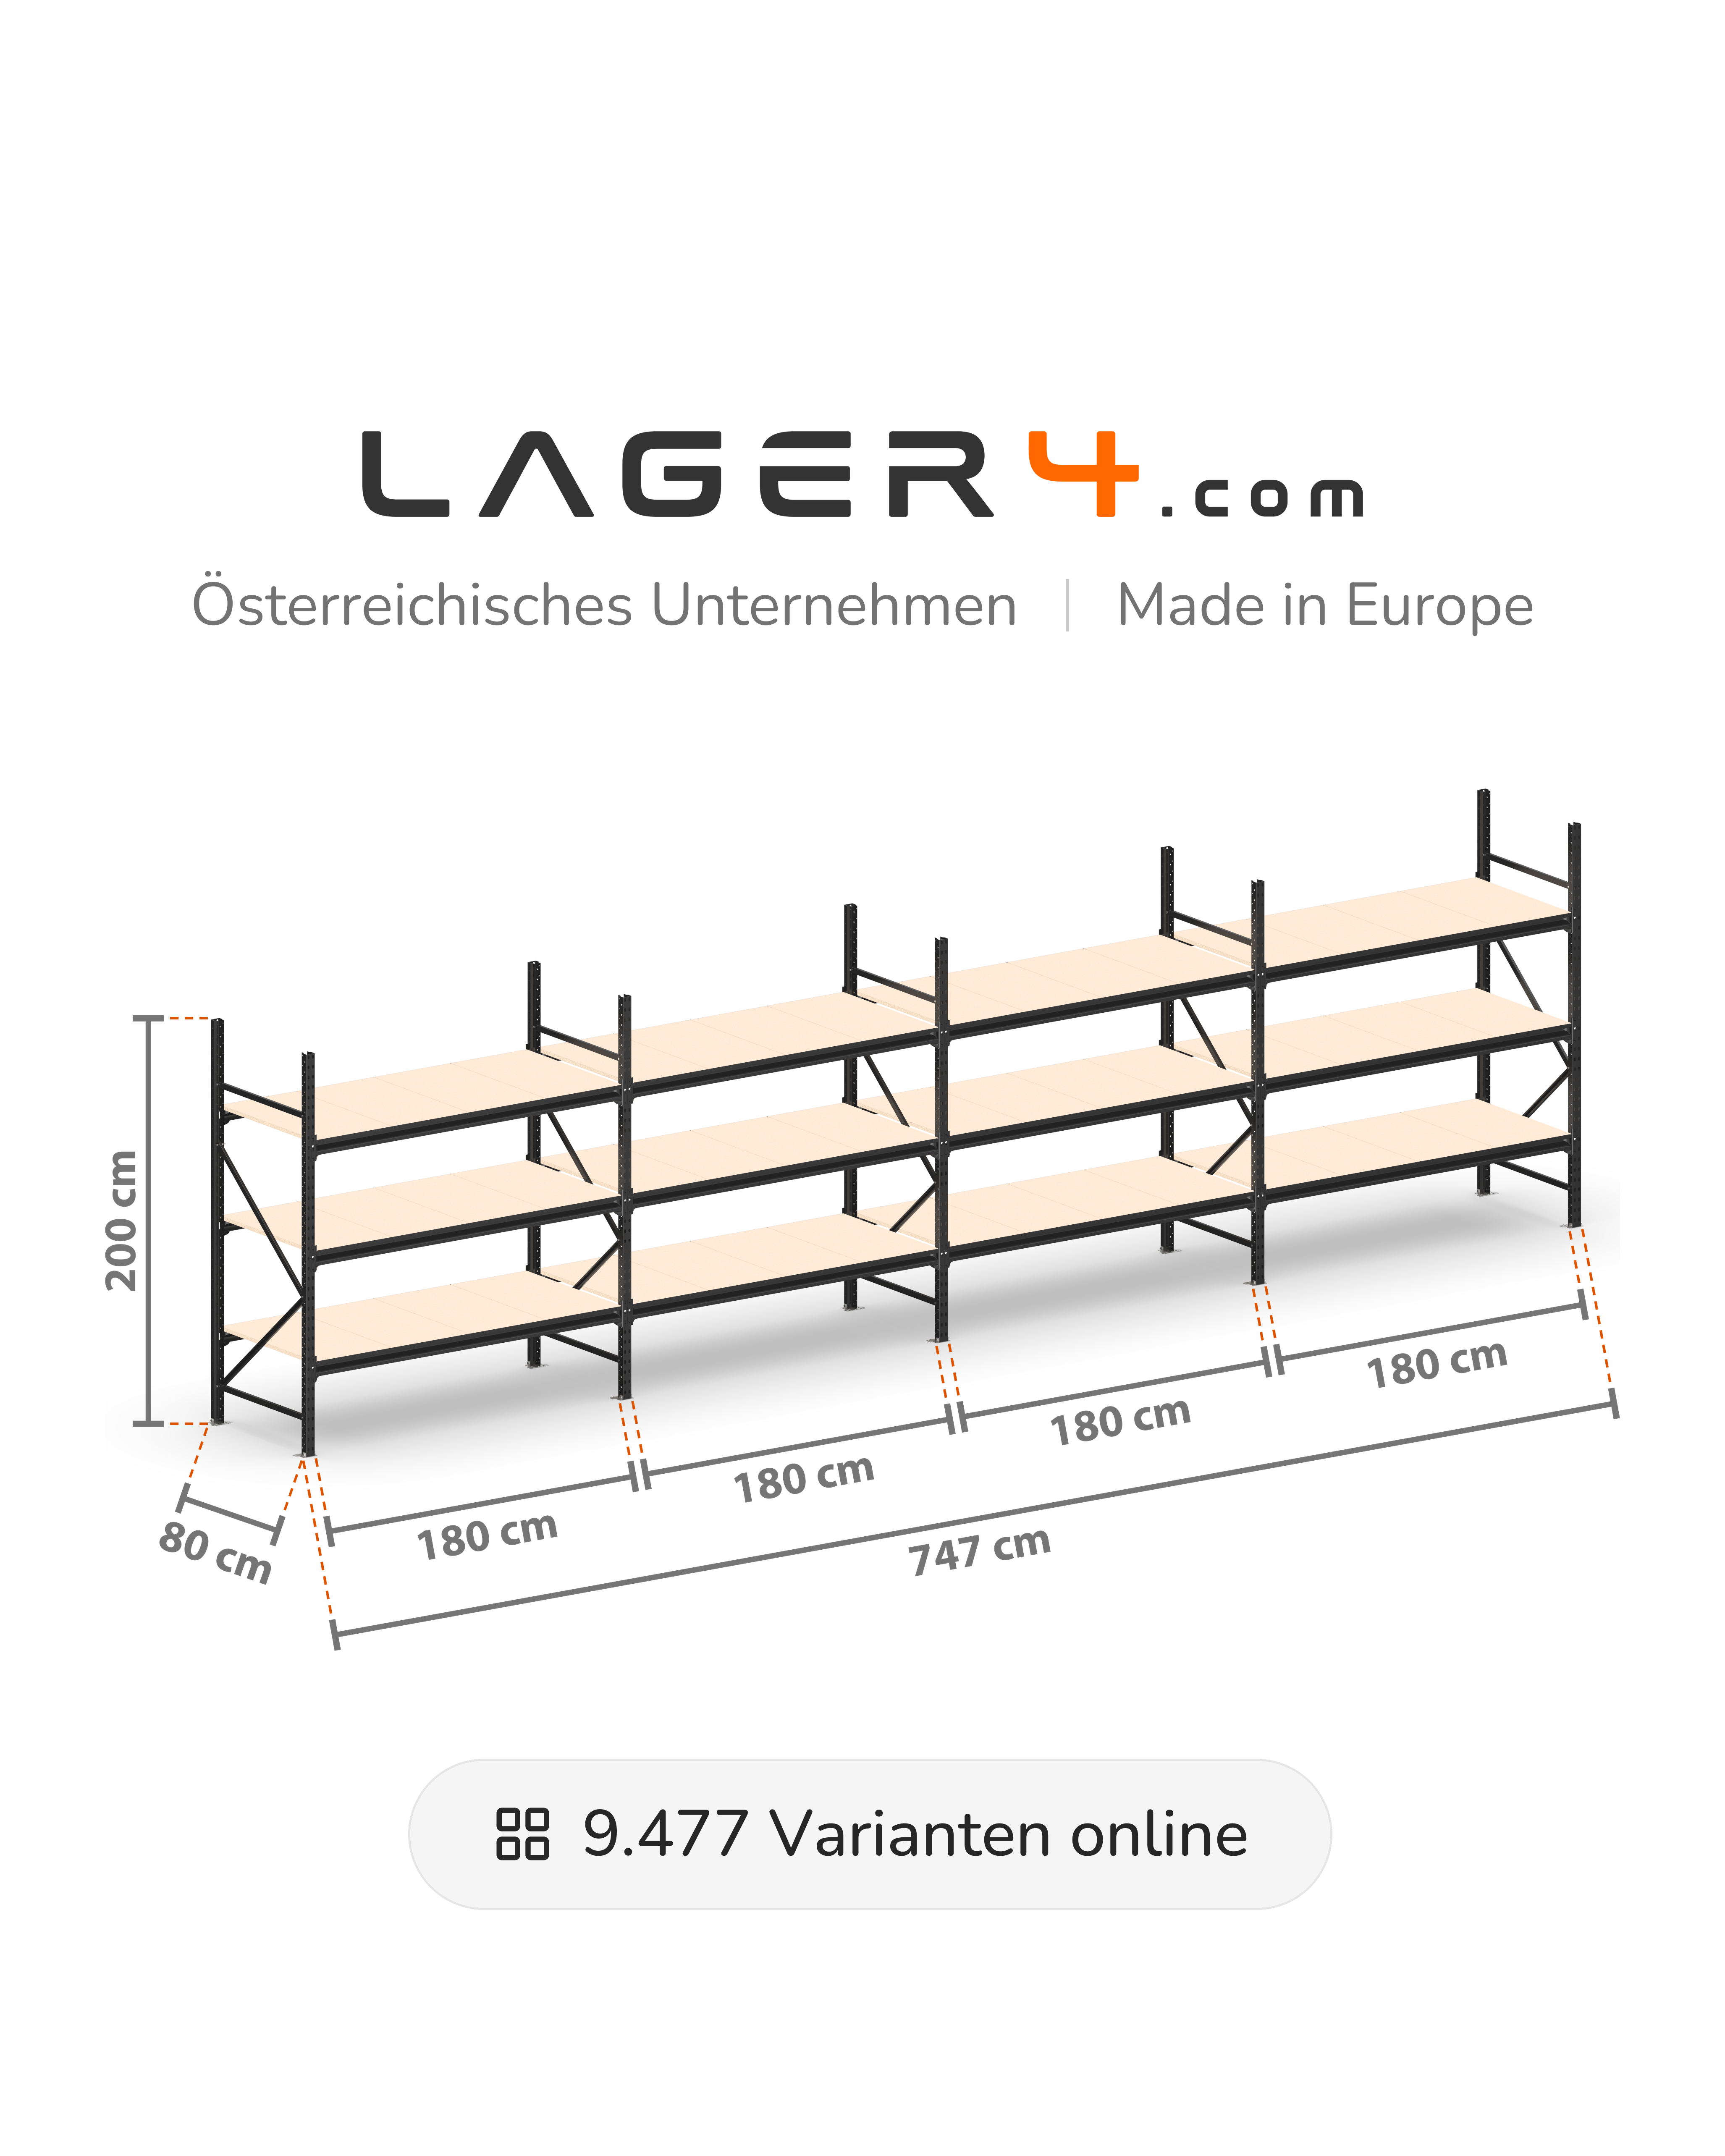 LAGER4.com
Österreichisches Unternehmen | Made in Europe
200 cm
80 cm
180 cm
180 cm
180 cm
180 cm
747 cm
9.477 Varianten online